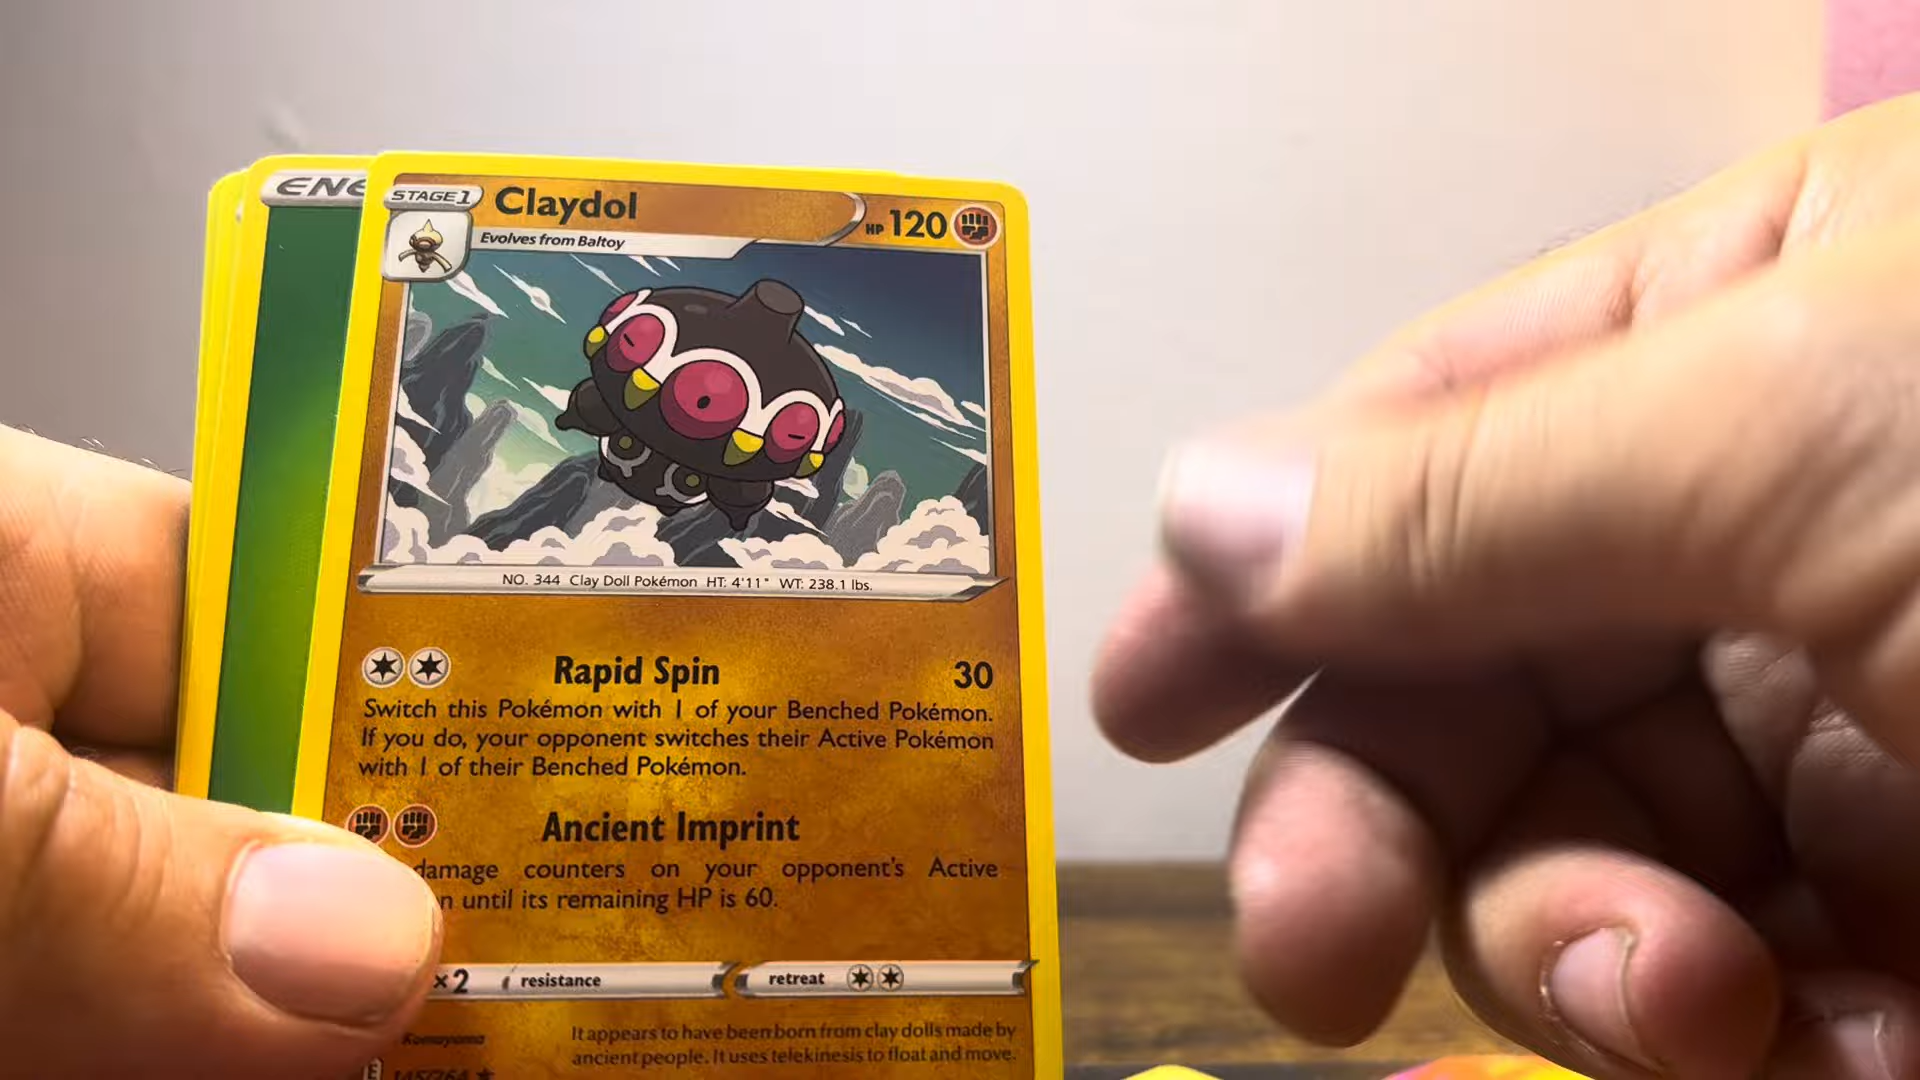 ENE
STAGE 1
Claydol
HP 120
Evolves from Baltoy
NO. 344 Clay Doll Pokémon HT: 4'11" WT: 238.1 lbs.
Rapid Spin 30
Switch this Pokémon with 1 of your Benched Pokémon.
If you do, your opponent switches their Active Pokémon
with 1 of their Benched Pokémon.
Ancient Imprint
damage counters on your opponent's Active
n until its remaining HP is 60.
×2 resistance retreat
Komayama
It appears to have been born from clay dolls made by
ancient people. It uses telekinesis to float and move.
E 145/264 ★